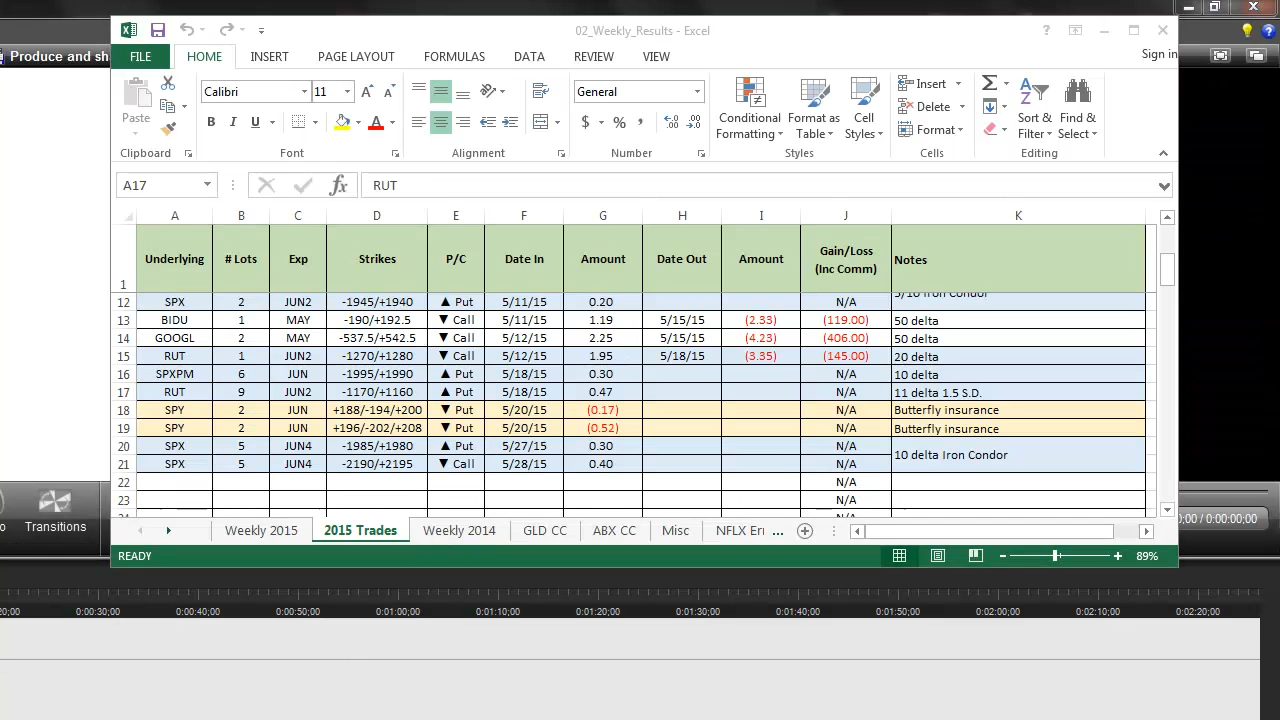 02_Weekly_Results - Excel
Produce and sh
FILE HOME INSERT PAGE LAYOUT FORMULAS DATA REVIEW VIEW Sign in
Calibri 11 General
Paste
B I U A $ % ,
Conditional Formatting
Format as Table
Cell Styles
Insert
Delete
Format
Sort & Filter
Find & Select
Clipboard Font Alignment Number Styles Cells Editing
A17 fx RUT
A B C D E F G H I J K
1 Underlying # Lots Exp Strikes P/C Date In Amount Date Out Amount Gain/Loss (Inc Comm) Notes
12 SPX 2 JUN2 -1945/+1940 ▲ Put 5/11/15 0.20 N/A 5/10 Iron Condor
13 BIDU 1 MAY -190/+192.5 ▼ Call 5/11/15 1.19 5/15/15 (2.33) (119.00) 50 delta
14 GOOGL 2 MAY -537.5/+542.5 ▼ Call 5/12/15 2.25 5/15/15 (4.23) (406.00) 50 delta
15 RUT 1 JUN2 +1270/+1280 ▼ Call 5/12/15 1.95 5/18/15 (3.35) (145.00) 20 delta
16 SPXPM 6 JUN -1995/+1990 ▲ Put 5/18/15 0.30 N/A 10 delta
17 RUT 9 JUN2 -1170/+1160 ▲ Put 5/18/15 0.47 N/A 11 delta 1.5 S.D.
18 SPY 2 JUN +188/-194/+200 ▼ Put 5/20/15 (0.17) N/A Butterfly insurance
19 SPY 2 JUN +196/-202/+208 ▼ Put 5/20/15 (0.52) N/A Butterfly insurance
20 SPX 5 JUN4 -1985/+1980 ▲ Put 5/27/15 0.30 N/A
10 delta Iron Condor
21 SPX 5 JUN4 -2190/+2195 ▼ Call 5/28/15 0.40 N/A
22 N/A
23 N/A
Weekly 2015 2015 Trades Weekly 2014 GLD CC ABX CC Misc NFLX Err ...
Transitions
0;00 / 0:00:00;00
READY 89%
20;00 0:00:30;00 0:00:40;00 0:00:50;00 0:01:00;00 0:01:10;00 0:01:20;00 0:01:30;00 0:01:40;00 0:01:50;00 0:02:00;00 0:02:10;00 0:02:20;00